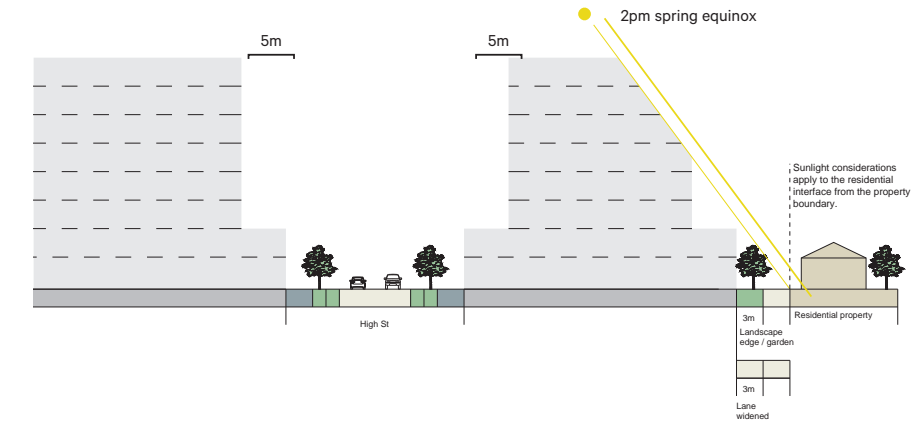 2pm spring equinox
5m
5m
Sunlight considerations
apply to the residential
interface from the property
boundary.
High St
3m
Residential property
Landscape
edge / garden
3m
Lane
widened